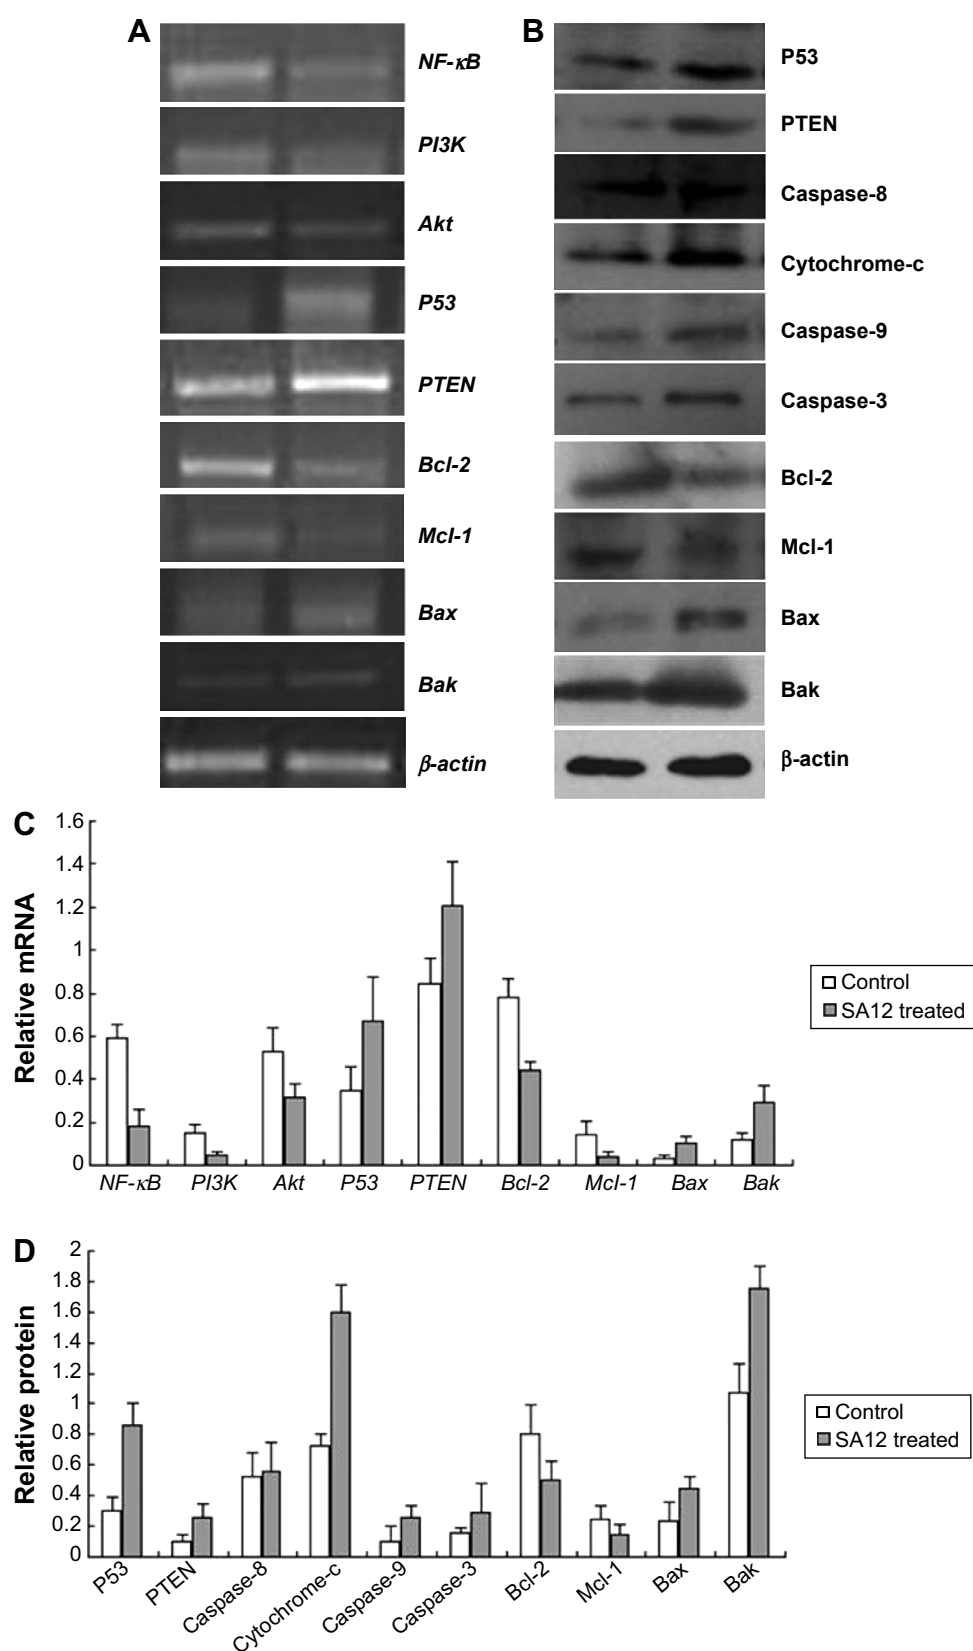 A
NF-κB
PI3K
Akt
P53
PTEN
Bcl-2
Mcl-1
Bax
Bak
β-actin
B
P53
PTEN
Caspase-8
Cytochrome-c
Caspase-9
Caspase-3
Bcl-2
Mcl-1
Bax
Bak
β-actin
C
Relative mRNA
1.6
1.4
1.2
1
0.8
0.6
0.4
0.2
0
NF-κB PI3K Akt P53 PTEN Bcl-2 Mcl-1 Bax Bak
Control
SA12 treated
D
Relative protein
2
1.8
1.6
1.4
1.2
1
0.8
0.6
0.4
0.2
0
P53 PTEN Caspase-8 Cytochrome-c Caspase-9 Caspase-3 Bcl-2 Mcl-1 Bax Bak
Control
SA12 treated